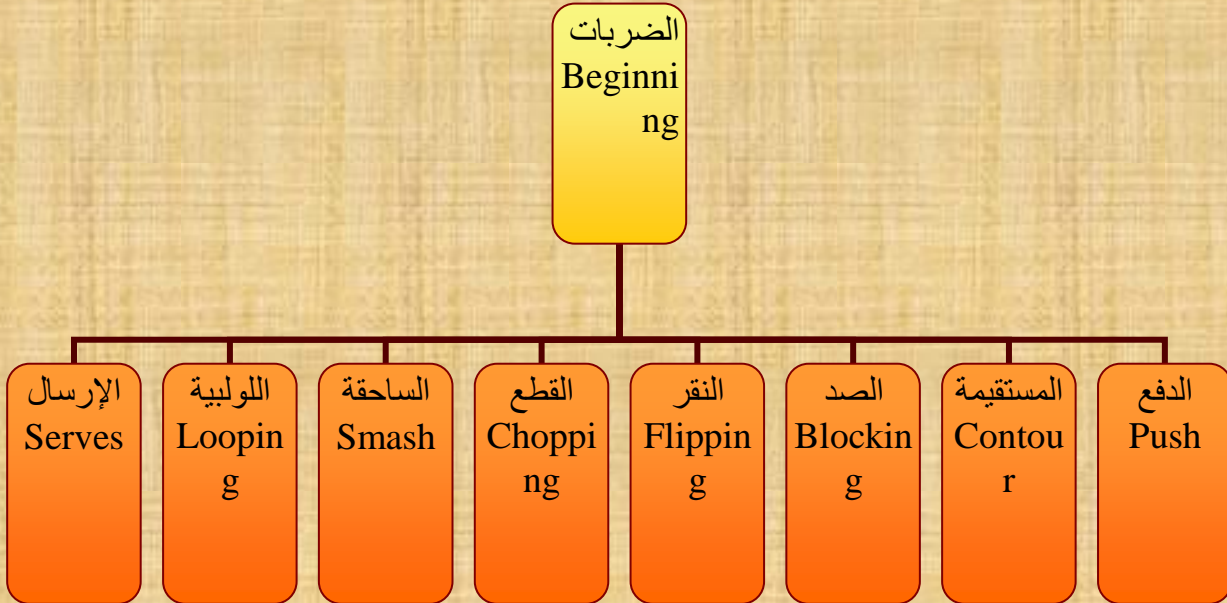 الضربات
Beginni
ng
الإرسال
Serves
اللولبية
Loopin
g
الساحقة
Smash
القطع
Choppi
ng
النقر
Flippin
g
الصد
Blockin
g
المستقيمة
Contou
r
الدفع
Push